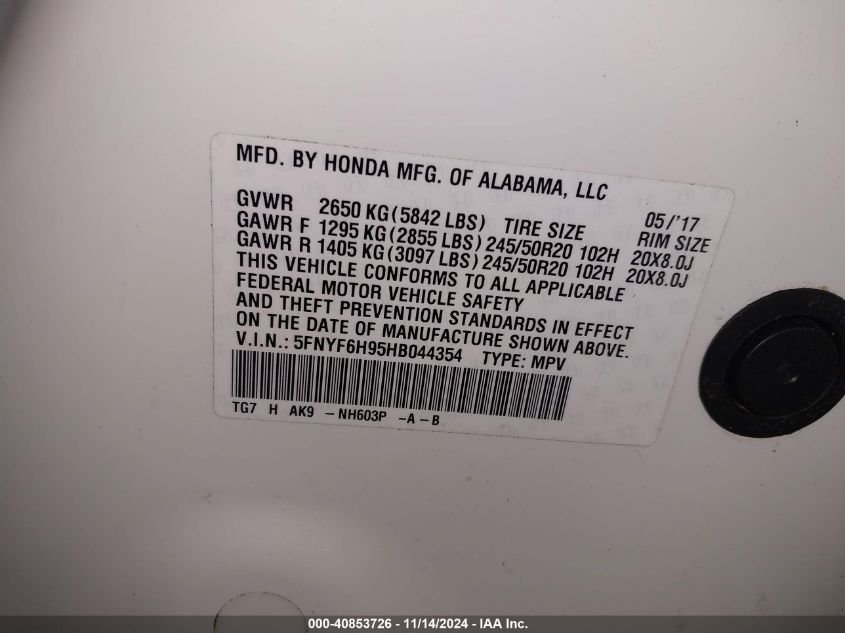 MFD. BY HONDA MFG. OF ALABAMA, LLC
GVWR 2650 KG (5842 LBS) TIRE SIZE 05/'17
GAWR F 1295 KG (2855 LBS) 245/50R20 102H RIM SIZE
GAWR R 1405 KG (3097 LBS) 245/50R20 102H 20X8.0J
20X8.0J
THIS VEHICLE CONFORMS TO ALL APPLICABLE
FEDERAL MOTOR VEHICLE SAFETY
AND THEFT PREVENTION STANDARDS IN EFFECT
ON THE DATE OF MANUFACTURE SHOWN ABOVE.
V.I.N.: 5FNYF6H95HB044354 TYPE: MPV
TG7 H AK9 -NH603P -A-B
000-40853726 - 11/14/2024 - IAA Inc.